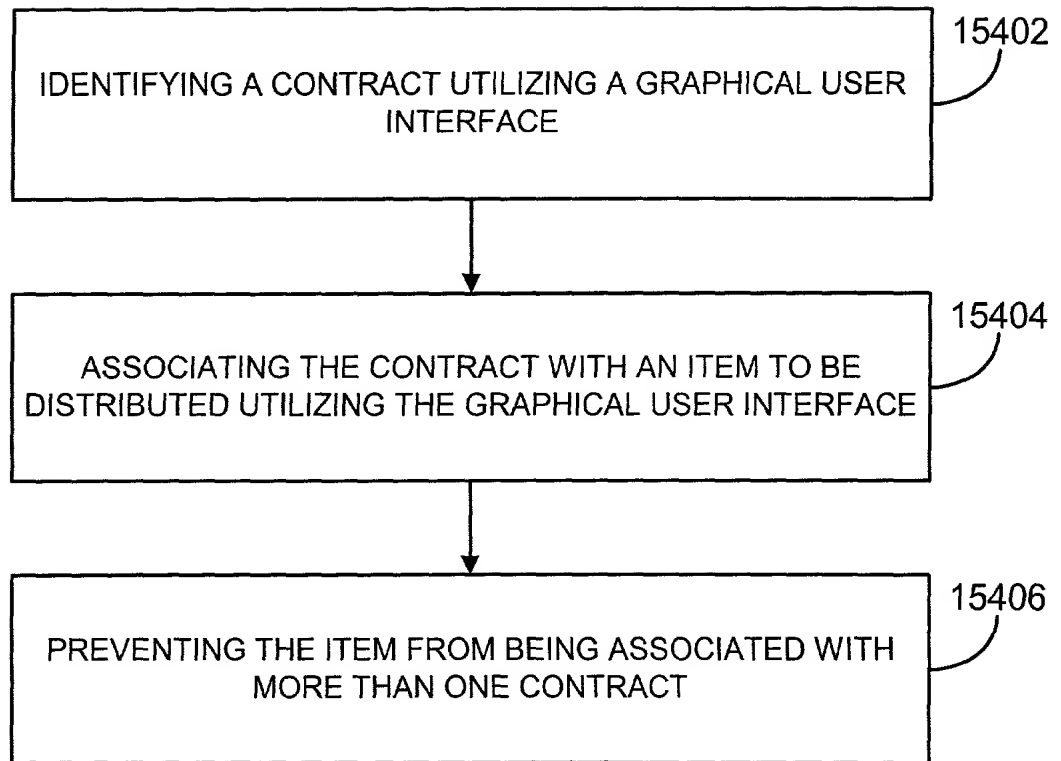 15402
IDENTIFYING A CONTRACT UTILIZING A GRAPHICAL USER
INTERFACE
15404
ASSOCIATING THE CONTRACT WITH AN ITEM TO BE
DISTRIBUTED UTILIZING THE GRAPHICAL USER INTERFACE
15406
PREVENTING THE ITEM FROM BEING ASSOCIATED WITH
MORE THAN ONE CONTRACT